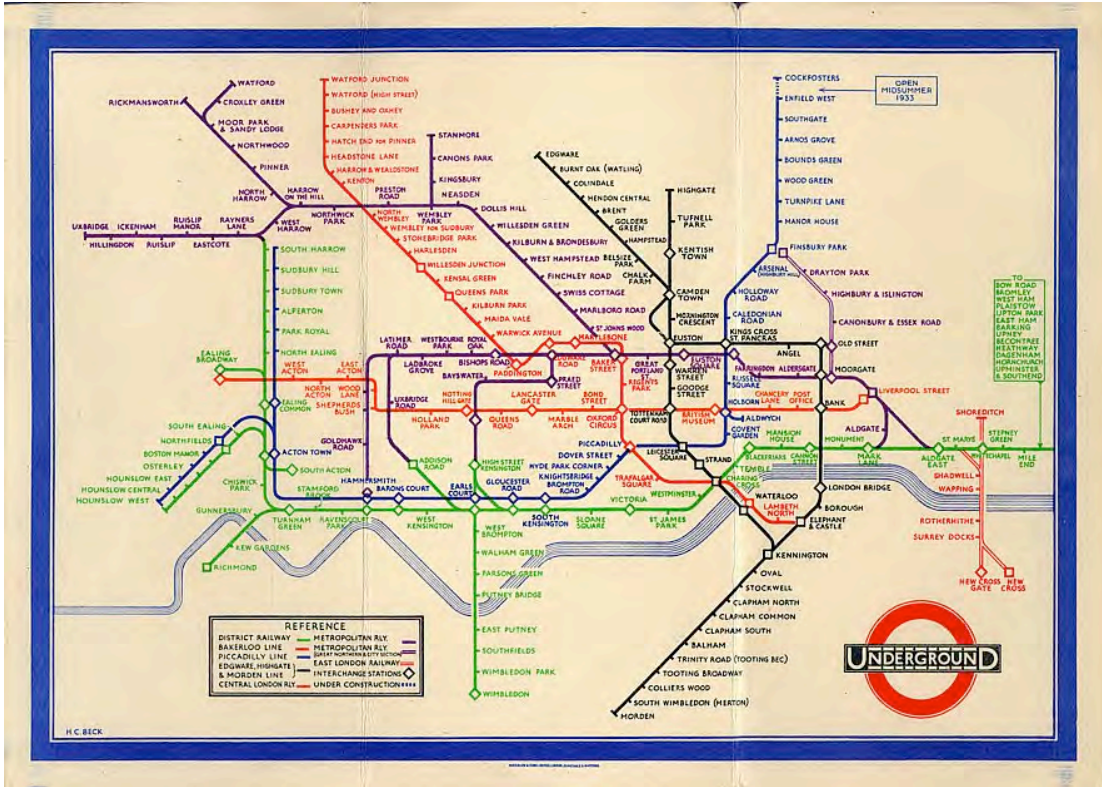 WATFORD
RICKMANSWORTH
CROXLEY GREEN
MOOR PARK
& SANDY LODGE
NORTHWOOD
PINNER
NORTH
HARROW
HARROW
ON THE HILL
NORTHWICK
PARK
PRESTON
ROAD
WEMBLEY
PARK
UXBRIDGE
ICKENHAM
RUISLIP
MANOR
RAYNERS
LANE
WEST
HARROW
HILLINGDON
RUISLIP
EASTCOTE
WATFORD JUNCTION
WATFORD (HIGH STREET)
BUSHEY AND OXHEY
CARPENDERS PARK
HATCH END FOR PINNER
HEADSTONE LANE
HARROW & WEALDSTONE
KENTON
NORTH
WEMBLEY
WEMBLEY FOR SUDBURY
STONEBRIDGE PARK
HARLESDEN
WILLESDEN JUNCTION
KENSAL GREEN
QUEENS PARK
KILBURN PARK
MAIDA VALE
WARWICK AVENUE
MARYLEBONE
STANMORE
CANONS PARK
KINGSBURY
NEASDEN
DOLLIS HILL
WILLESDEN GREEN
KILBURN & BRONDESBURY
WEST HAMPSTEAD
FINCHLEY ROAD
SWISS COTTAGE
MARLBORO ROAD
ST JOHNS WOOD
EDGWARE
BURNT OAK (WATLING)
COLINDALE
HENDON CENTRAL
BRENT
GOLDERS
GREEN
HAMPSTEAD
BELSIZE
PARK
CHALK
FARM
HIGHGATE
TUFNELL
PARK
KENTISH
TOWN
CAMDEN
TOWN
MORNINGTON
CRESCENT
EUSTON
COCKFOSTERS
OPEN
MIDSUMMER
1933
ENFIELD WEST
SOUTHGATE
ARNOS GROVE
BOUNDS GREEN
WOOD GREEN
TURNPIKE LANE
MANOR HOUSE
FINSBURY PARK
ARSENAL
(HIGHBURY HILL)
HOLLOWAY
ROAD
CALEDONIAN
ROAD
KINGS CROSS
ST. PANCRAS
DRAYTON PARK
HIGHBURY & ISLINGTON
CANONBURY & ESSEX ROAD
OLD STREET
ANGEL
MOORGATE
TO
BOW ROAD
BROMLEY
WEST HAM
PLAISTOW
UPTON PARK
EAST HAM
BARKING
UPNEY
BECONTREE
HEATHWAY
DAGENHAM
HORNCHURCH
UPMINSTER
& SOUTHEND
SOUTH HARROW
SUDBURY HILL
SUDBURY TOWN
ALPERTON
PARK ROYAL
NORTH EALING
EALING
BROADWAY
WEST
ACTON
EAST
ACTON
NORTH
ACTON
WOOD
LANE
SHEPHERDS
BUSH
EALING
COMMON
LATIMER
ROAD
LADBROKE
GROVE
WESTBOURNE
PARK
ROYAL
OAK
BISHOPS ROAD
PADDINGTON
EDGWARE
ROAD
BAKER
STREET
GREAT
PORTLAND
ST.
REGENTS
PARK
EUSTON
SQUARE
WARREN
STREET
GOODGE
STREET
RUSSELL
SQUARE
FARRINGDON
ALDERSGATE
BAYSWATER
PRAED
STREET
UXBRIDGE
ROAD
HOLLAND
PARK
NOTTING
HILL GATE
QUEENS
ROAD
LANCASTER
GATE
MARBLE
ARCH
BOND
STREET
OXFORD
CIRCUS
TOTTENHAM
COURT ROAD
BRITISH
MUSEUM
HOLBORN
CHANCERY
LANE
POST
OFFICE
BANK
LIVERPOOL STREET
ALDWYCH
COVENT
GARDEN
ALDGATE
SHOREDITCH
SOUTH EALING
NORTHFIELDS
BOSTON MANOR
OSTERLEY
HOUNSLOW EAST
HOUNSLOW CENTRAL
HOUNSLOW WEST
ACTON TOWN
SOUTH ACTON
CHISWICK
PARK
GOLDHAWK
ROAD
HAMMERSMITH
STAMFORD
BROOK
BARONS COURT
ADDISON
ROAD
HIGH STREET
KENSINGTON
EARLS
COURT
GLOUCESTER
ROAD
DOVER STREET
HYDE PARK CORNER
KNIGHTSBRIDGE
BROMPTON
ROAD
PICCADILLY
LEICESTER
SQUARE
STRAND
TRAFALGAR
SQUARE
CHARING
CROSS
TEMPLE
BLACKFRIARS
MANSION
HOUSE
CANNON
STREET
MONUMENT
MARK
LANE
ALDGATE
EAST
ST. MARYS
STEPNEY
GREEN
WHITECHAPEL
MILE
END
SHADWELL
WAPPING
ROTHERHITHE
SURREY DOCKS
NEW CROSS
GATE
NEW
CROSS
GUNNERSBURY
KEW GARDENS
RICHMOND
TURNHAM
GREEN
RAVENSCOURT
PARK
WEST
KENSINGTON
WEST
BROMPTON
SOUTH
KENSINGTON
SLOANE
SQUARE
VICTORIA
ST. JAMES
PARK
WESTMINSTER
WATERLOO
LAMBETH
NORTH
LONDON BRIDGE
BOROUGH
ELEPHANT
& CASTLE
KENNINGTON
WALHAM GREEN
PARSONS GREEN
PUTNEY BRIDGE
EAST PUTNEY
SOUTHFIELDS
WIMBLEDON PARK
WIMBLEDON
OVAL
STOCKWELL
CLAPHAM NORTH
CLAPHAM COMMON
CLAPHAM SOUTH
BALHAM
TRINITY ROAD (TOOTING BEC)
TOOTING BROADWAY
COLLIERS WOOD
SOUTH WIMBLEDON (MERTON)
MORDEN
REFERENCE
DISTRICT RAILWAY
BAKERLOO LINE
PICCADILLY LINE
EDGWARE, HIGHGATE
& MORDEN LINE
CENTRAL LONDON RLY
METROPOLITAN RLY.
METROPOLITAN RLY.
(GREAT NORTHERN & CITY SECTION)
EAST LONDON RAILWAY
INTERCHANGE STATIONS
UNDER CONSTRUCTION
UNDERGROUND
H.C.BECK